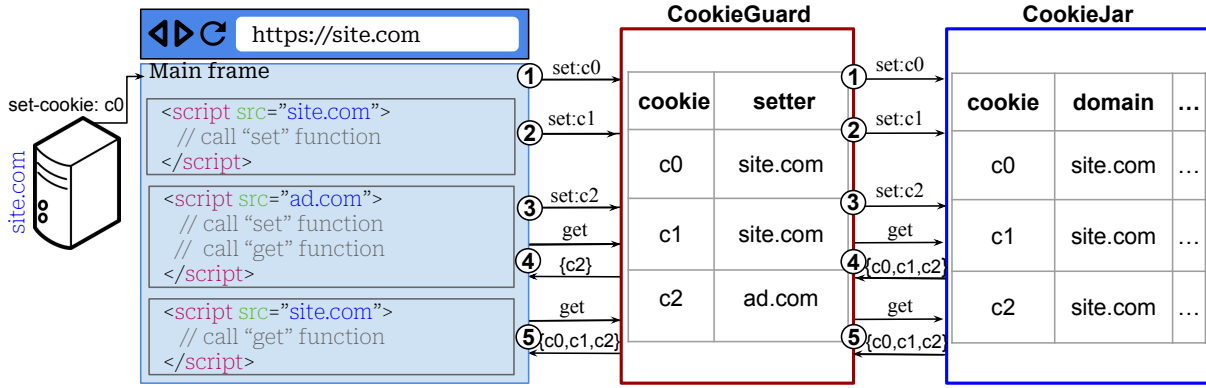 CookieGuard
CookieJar
https://site.com
Main frame
set-cookie: c0
site.com
<script src="site.com">
// call "set" function
</script>
<script src="ad.com">
// call "set" function
// call "get" function
</script>
<script src="site.com">
// call "get" function
</script>
1 set:c0
2 set:c1
3 set:c2
get
4 {c2}
get
5 {c0,c1,c2}
cookie setter
c0 site.com
c1 site.com
c2 ad.com
1 set:c0
2 set:c1
3 set:c2
get
4 {c0,c1,c2}
get
5 {c0,c1,c2}
cookie domain ...
c0 site.com ...
c1 site.com ...
c2 site.com ...